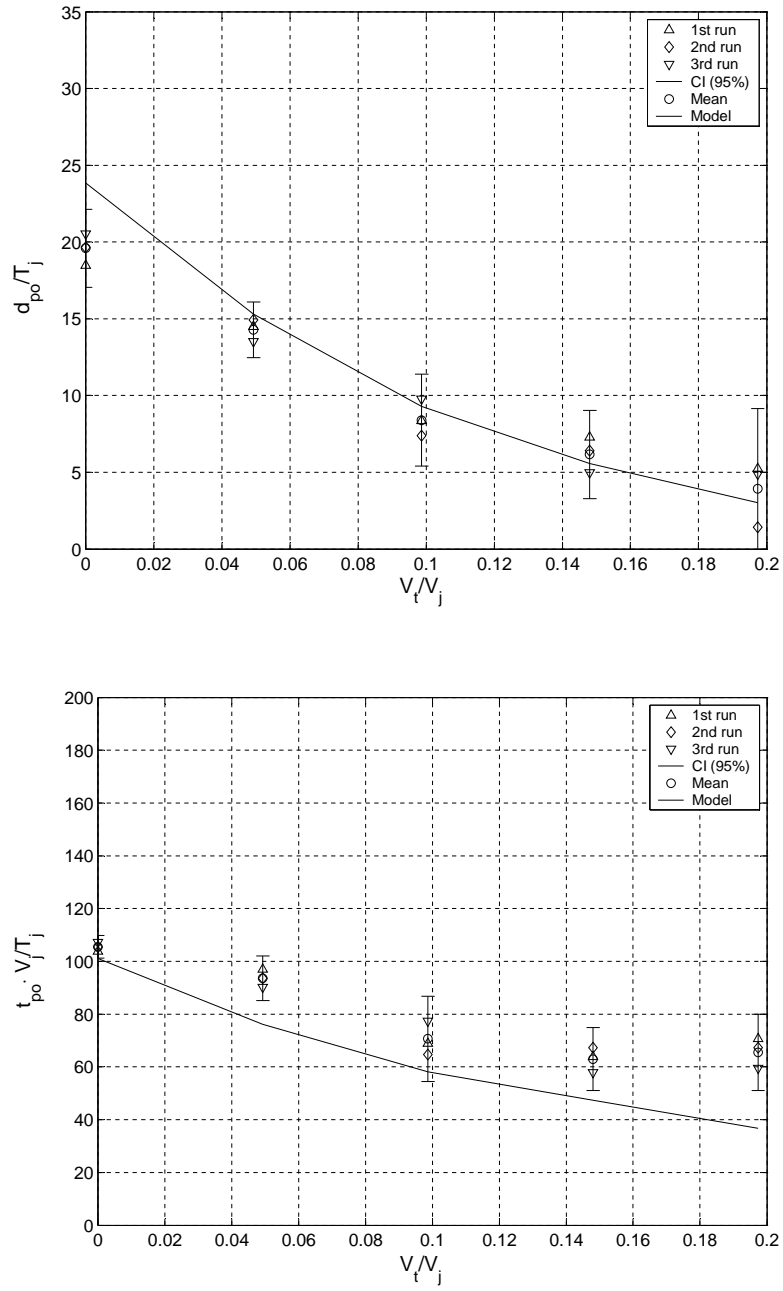 35
30
25
20
15
10
5
0
d_po/T_j
0 0.02 0.04 0.06 0.08 0.1 0.12 0.14 0.16 0.18 0.2
V_t/V_j
1st run
2nd run
3rd run
CI (95%)
Mean
Model
200
180
160
140
120
100
80
60
40
20
0
t_po · V_j/T_j
0 0.02 0.04 0.06 0.08 0.1 0.12 0.14 0.16 0.18 0.2
V_t/V_j
1st run
2nd run
3rd run
CI (95%)
Mean
Model